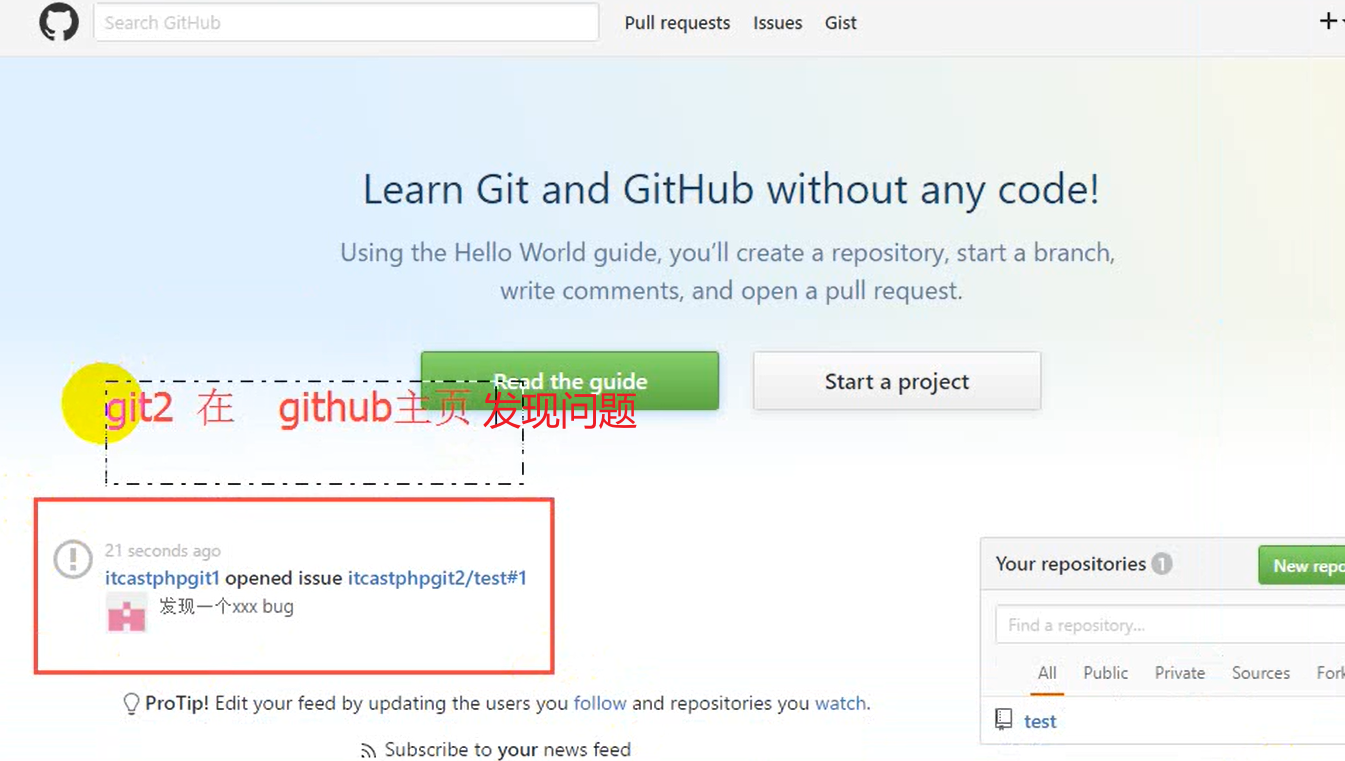 Search GitHub
Pull requests Issues Gist
Learn Git and GitHub without any code!
Using the Hello World guide, you’ll create a repository, start a branch,
write comments, and open a pull request.
Read the guide
Start a project
git2 在 github主页 发现问题
21 seconds ago
itcastphpgit1 opened issue itcastphpgit2/test#1
发现一个xxx bug
Your repositories 1
New repo
Find a repository...
All Public Private Sources Fork
test
ProTip! Edit your feed by updating the users you follow and repositories you watch.
Subscribe to your news feed